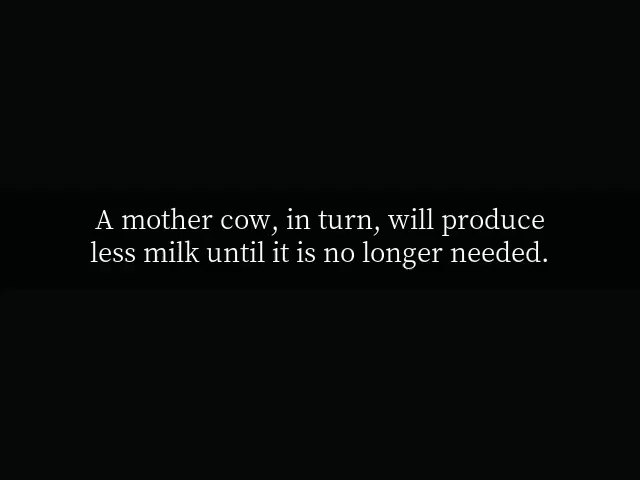 A mother cow, in turn, will produce
less milk until it is no longer needed.